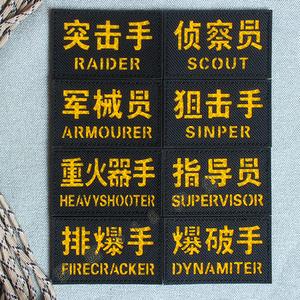 突击手
RAIDER
侦察员
SCOUT
军械员
ARMOURER
狙击手
SINPER
重火器手
HEAVYSHOOTER
指导员
SUPERVISOR
排爆手
FIRECRACKER
爆破手
DYNAMITER